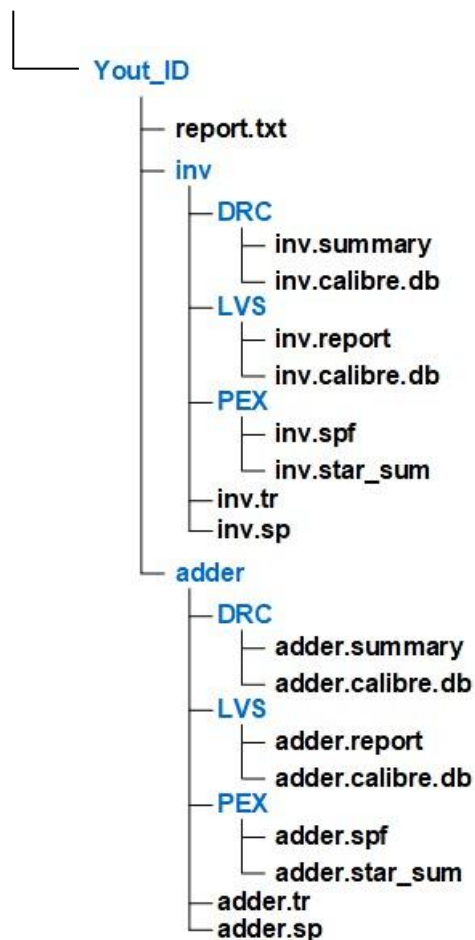 Yout_ID
report.txt
inv
DRC
inv.summary
inv.calibre.db
LVS
inv.report
inv.calibre.db
PEX
inv.spf
inv.star_sum
inv.tr
inv.sp
adder
DRC
adder.summary
adder.calibre.db
LVS
adder.report
adder.calibre.db
PEX
adder.spf
adder.star_sum
adder.tr
adder.sp